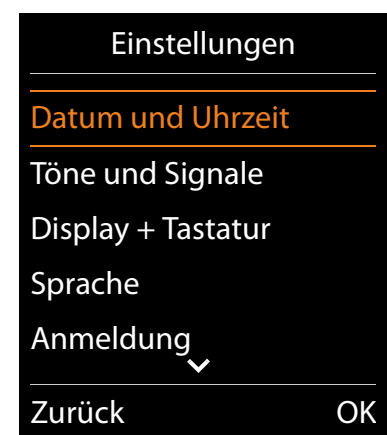 Einstellungen
Datum und Uhrzeit
Töne und Signale
Display + Tastatur
Sprache
Anmeldung
Zurück OK